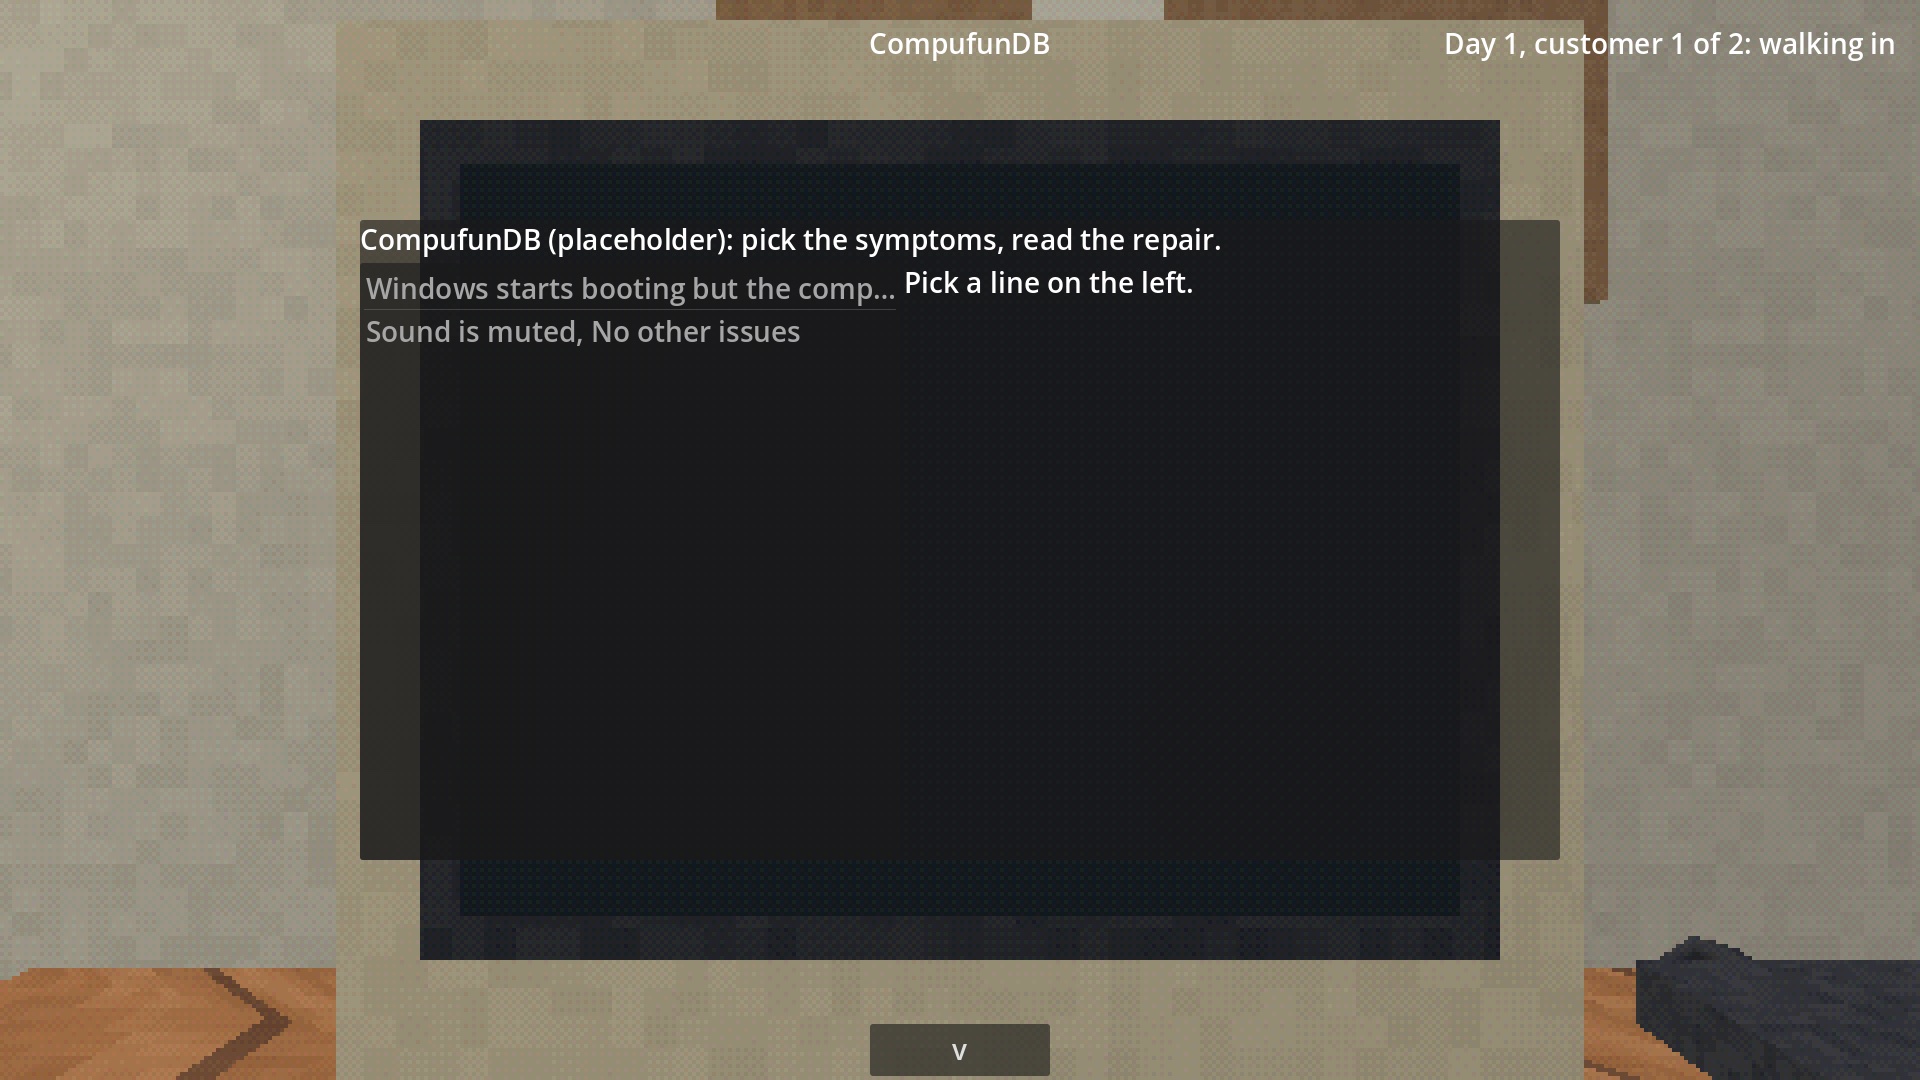 CompufunDB
Day 1, customer 1 of 2: walking in
CompufunDB (placeholder): pick the symptoms, read the repair.
Windows starts booting but the comp...
Pick a line on the left.
Sound is muted, No other issues
v